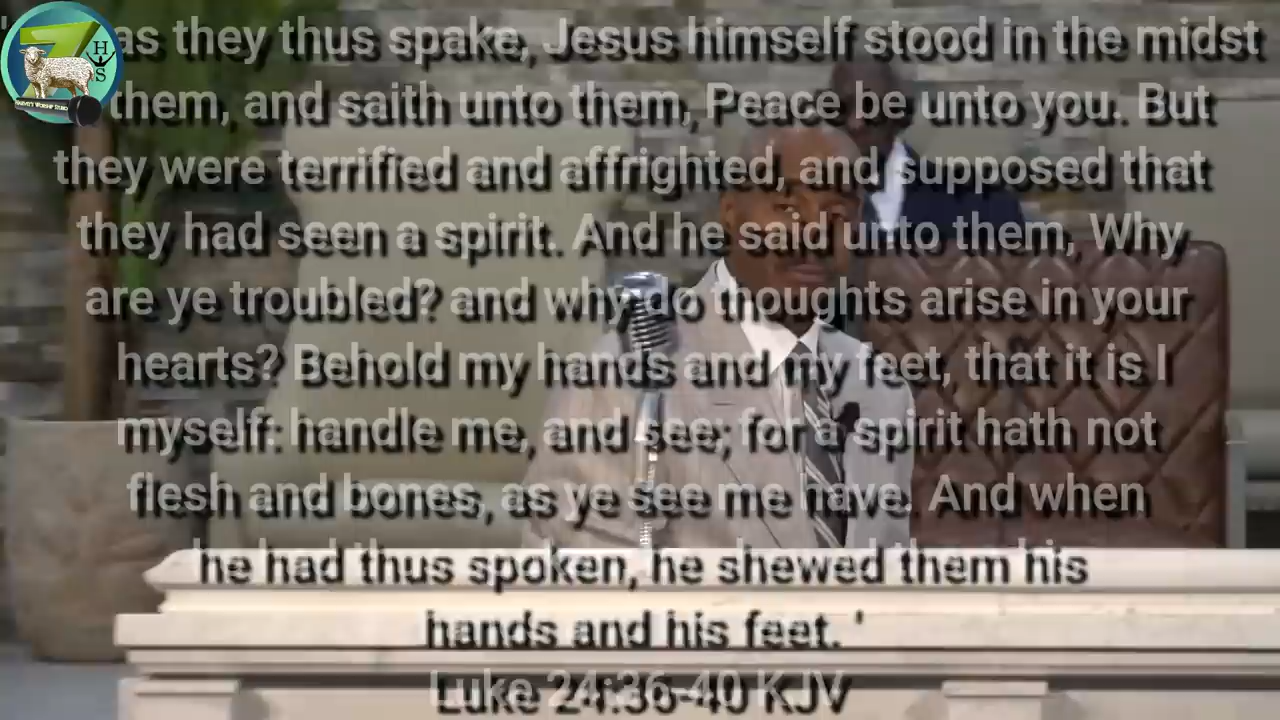 as they thus spake, Jesus himself stood in the midst
them, and saith unto them, Peace be unto you. But
they were terrified and affrighted, and supposed that
they had seen a spirit. And he said unto them, Why
are ye troubled? and why do thoughts arise in your
hearts? Behold my hands and my feet, that it is I
myself: handle me, and see; for a spirit hath not
flesh and bones, as ye see me have. And when
he had thus spoken, he shewed them his
hands and his feet. '
Luke 24:36-40 KJV
H
S
HARVEY'S WORSHIP STUDIO